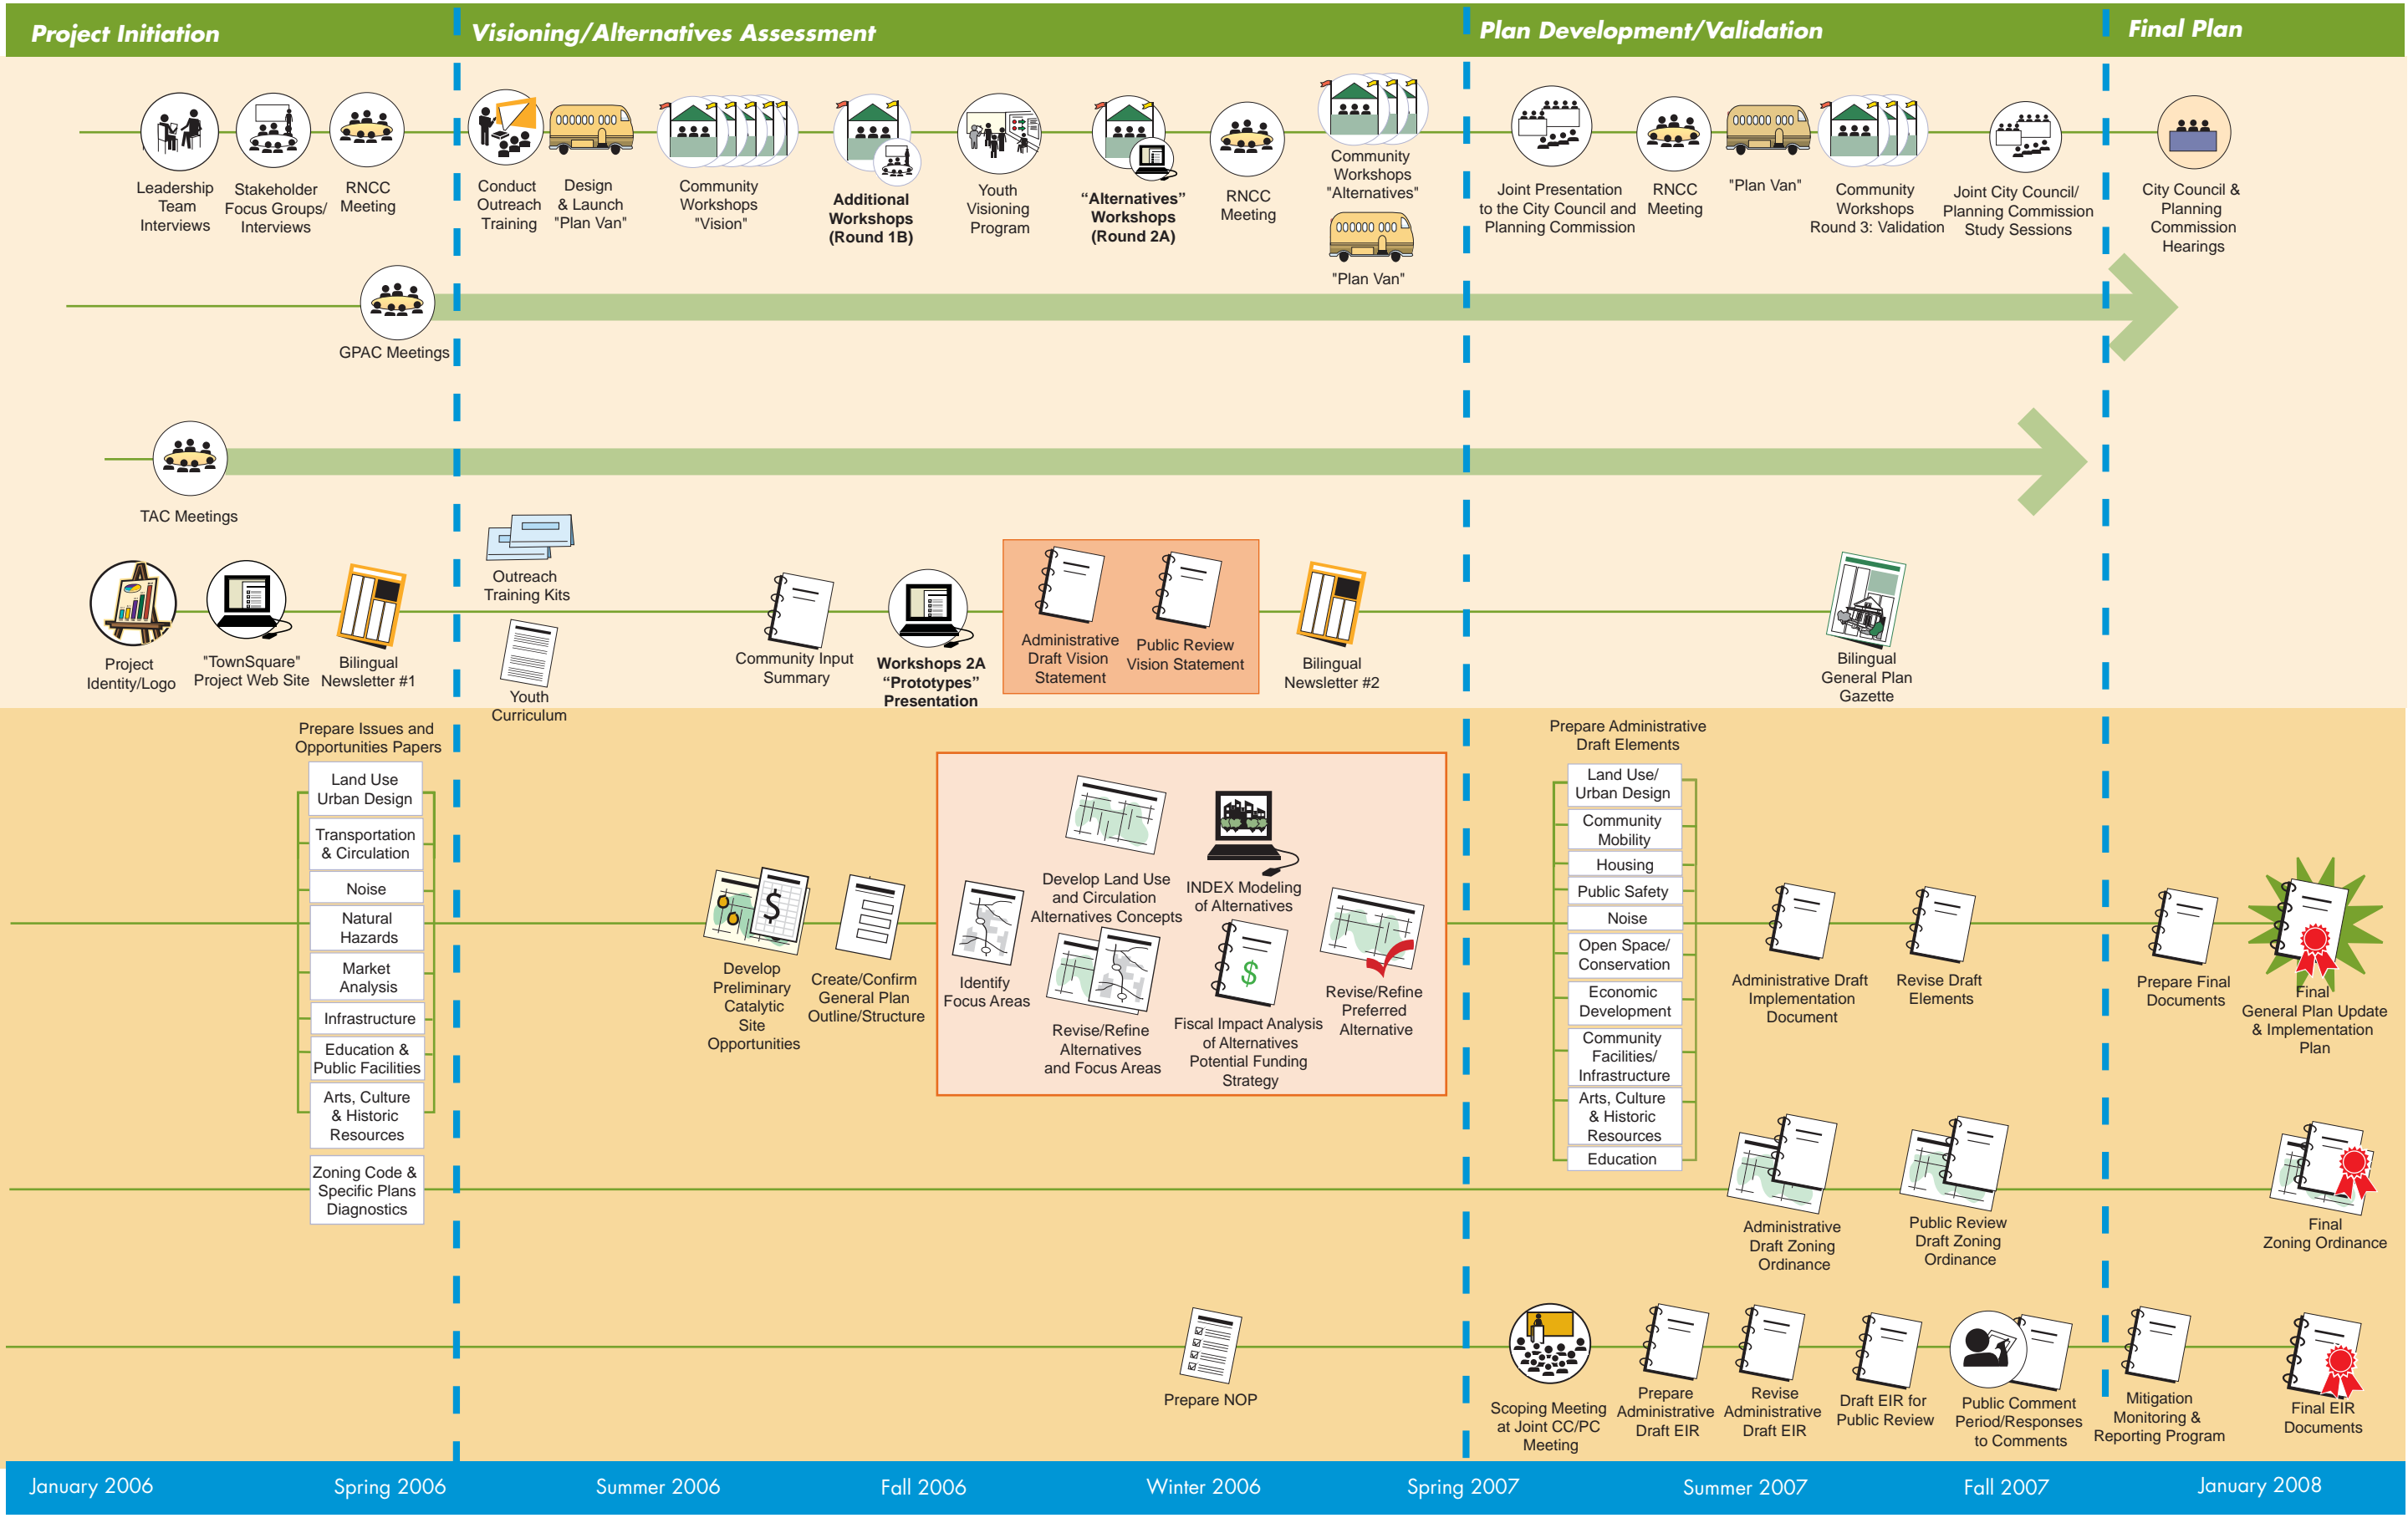 Project Initiation
Visioning/Alternatives Assessment
Plan Development/Validation
Final Plan
Leadership
Team
Interviews
Stakeholder
Focus Groups/
Interviews
RNCC
Meeting
Conduct
Outreach
Training
Design
& Launch
"Plan Van"
Community
Workshops
"Vision"
Additional
Workshops
(Round 1B)
Youth
Visioning
Program
“Alternatives”
Workshops
(Round 2A)
RNCC
Meeting
Community
Workshops
"Alternatives"
"Plan Van"
Joint Presentation
to the City Council and
Planning Commission
RNCC
Meeting
"Plan Van"
Community
Workshops
Round 3: Validation
Joint City Council/
Planning Commission
Study Sessions
City Council &
Planning
Commission
Hearings
GPAC Meetings
TAC Meetings
Project
Identity/Logo
"TownSquare"
Project Web Site
Bilingual
Newsletter #1
Outreach
Training Kits
Youth
Curriculum
Community Input
Summary
Workshops 2A
“Prototypes”
Presentation
Administrative
Draft Vision
Statement
Public Review
Vision Statement
Bilingual
Newsletter #2
Bilingual
General Plan
Gazette
Prepare Issues and
Opportunities Papers
Land Use
Urban Design
Transportation
& Circulation
Noise
Natural
Hazards
Market
Analysis
Infrastructure
Education &
Public Facilities
Arts, Culture
& Historic
Resources
Zoning Code &
Specific Plans
Diagnostics
$
Develop
Preliminary
Catalytic
Site
Opportunities
Create/Confirm
General Plan
Outline/Structure
Identify
Focus Areas
Develop Land Use
and Circulation
Alternatives Concepts
Revise/Refine
Alternatives
and Focus Areas
INDEX Modeling
of Alternatives
$
Fiscal Impact Analysis
of Alternatives
Potential Funding
Strategy
Revise/Refine
Preferred
Alternative
Prepare Administrative
Draft Elements
Land Use/
Urban Design
Community
Mobility
Housing
Public Safety
Noise
Open Space/
Conservation
Economic
Development
Community
Facilities/
Infrastructure
Arts, Culture
& Historic
Resources
Education
Administrative Draft
Implementation
Document
Revise Draft
Elements
Prepare Final
Documents
Final
General Plan Update
& Implementation
Plan
Administrative
Draft Zoning
Ordinance
Public Review
Draft Zoning
Ordinance
Final
Zoning Ordinance
Prepare NOP
Scoping Meeting
at Joint CC/PC
Meeting
Prepare
Administrative
Draft EIR
Revise
Administrative
Draft EIR
Draft EIR for
Public Review
Public Comment
Period/Responses
to Comments
Mitigation
Monitoring &
Reporting Program
Final EIR
Documents
January 2006
Spring 2006
Summer 2006
Fall 2006
Winter 2006
Spring 2007
Summer 2007
Fall 2007
January 2008